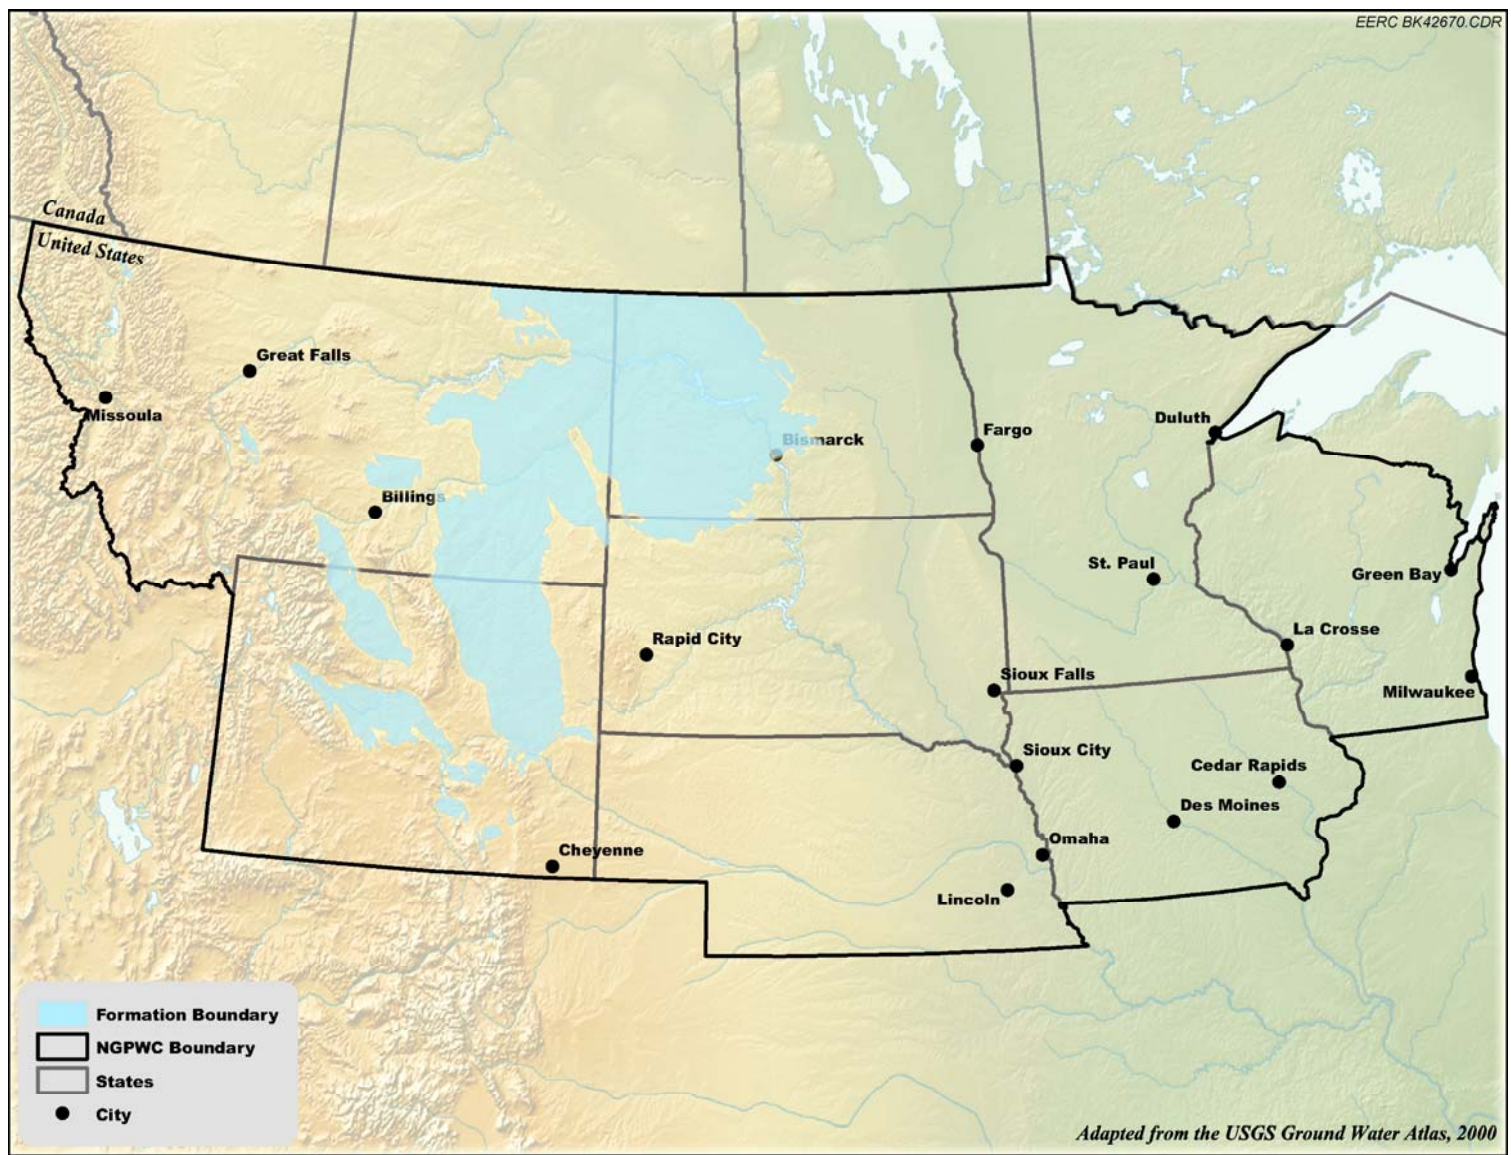 EERC BK42670.CDR
Canada
United States
Great Falls
Missoula
Bismarck
Fargo
Duluth
Billings
St. Paul
Green Bay
La Crosse
Rapid City
Sioux Falls
Milwaukee
Sioux City
Cedar Rapids
Des Moines
Omaha
Cheyenne
Lincoln
Formation Boundary
NGPWC Boundary
States
City
Adapted from the USGS Ground Water Atlas, 2000